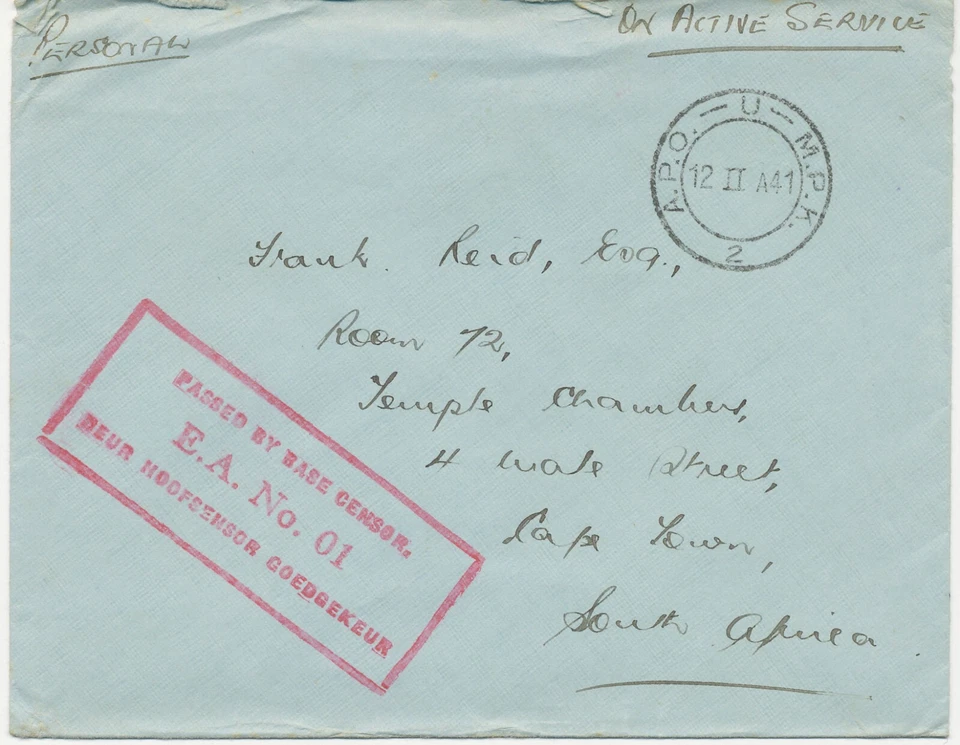 PERSONAL
ON ACTIVE SERVICE
A.P.O. — U — M.P.K.
12 II A41
2
Frank Reid, Esq.,
Room 72,
Temple Chambers,
4 Wale Street,
Cape Town,
South Africa.
PASSED BY BASE CENSOR.
E.A. No. 01
DEUR HOOFSENSOR GOEDGEKEUR